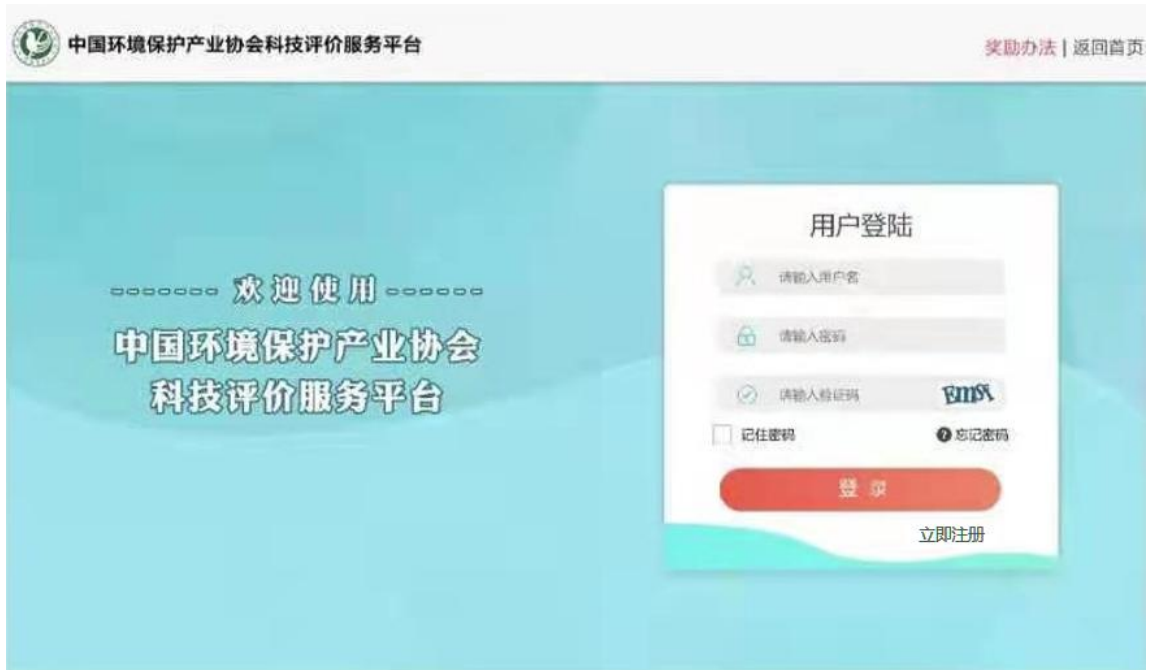 中国环境保护产业协会科技评价服务平台
奖励办法 | 返回首页
欢迎使用
中国环境保护产业协会
科技评价服务平台
用户登陆
请输入用户名
请输入密码
请输入验证码
记住密码
忘记密码
登录
立即注册